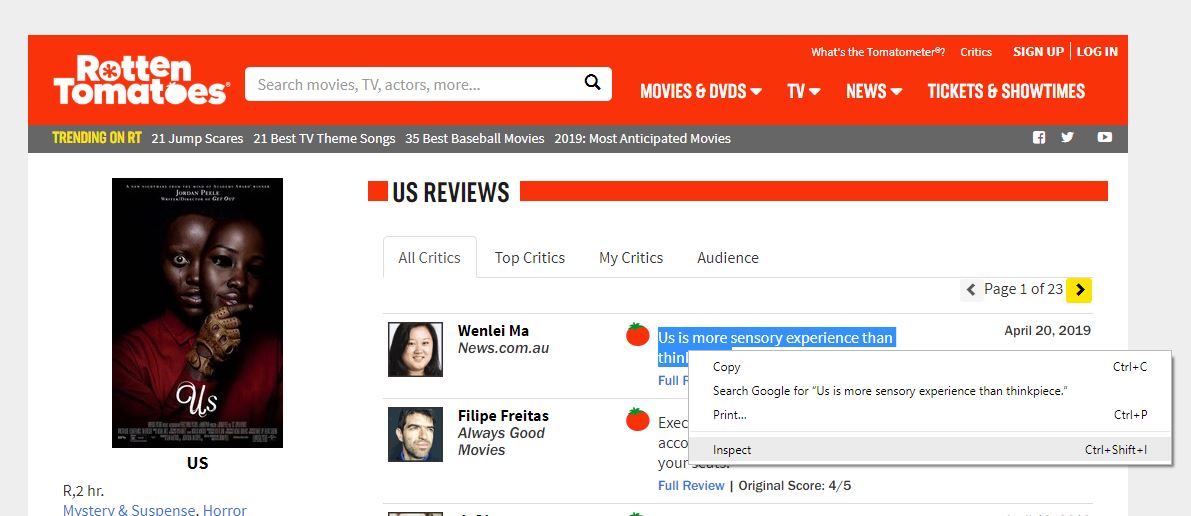 What's the Tomatometer®? Critics SIGN UP LOG IN
Rotten
Tomatoes
Search movies, TV, actors, more...
MOVIES & DVDS TV NEWS TICKETS & SHOWTIMES
TRENDING ON RT 21 Jump Scares 21 Best TV Theme Songs 35 Best Baseball Movies 2019: Most Anticipated Movies
JORDAN PEELE
WRITER/DIRECTOR OF GET OUT
Us
US
R,2 hr.
Mystery & Suspense, Horror
US REVIEWS
All Critics Top Critics My Critics Audience
Page 1 of 23
Wenlei Ma
News.com.au
Us is more sensory experience than
April 20, 2019
Copy Ctrl+C
Search Google for “Us is more sensory experience than thinkpiece.”
Print... Ctrl+P
Inspect Ctrl+Shift+I
Filipe Freitas
Always Good
Movies
your seats.
Full Review | Original Score: 4/5